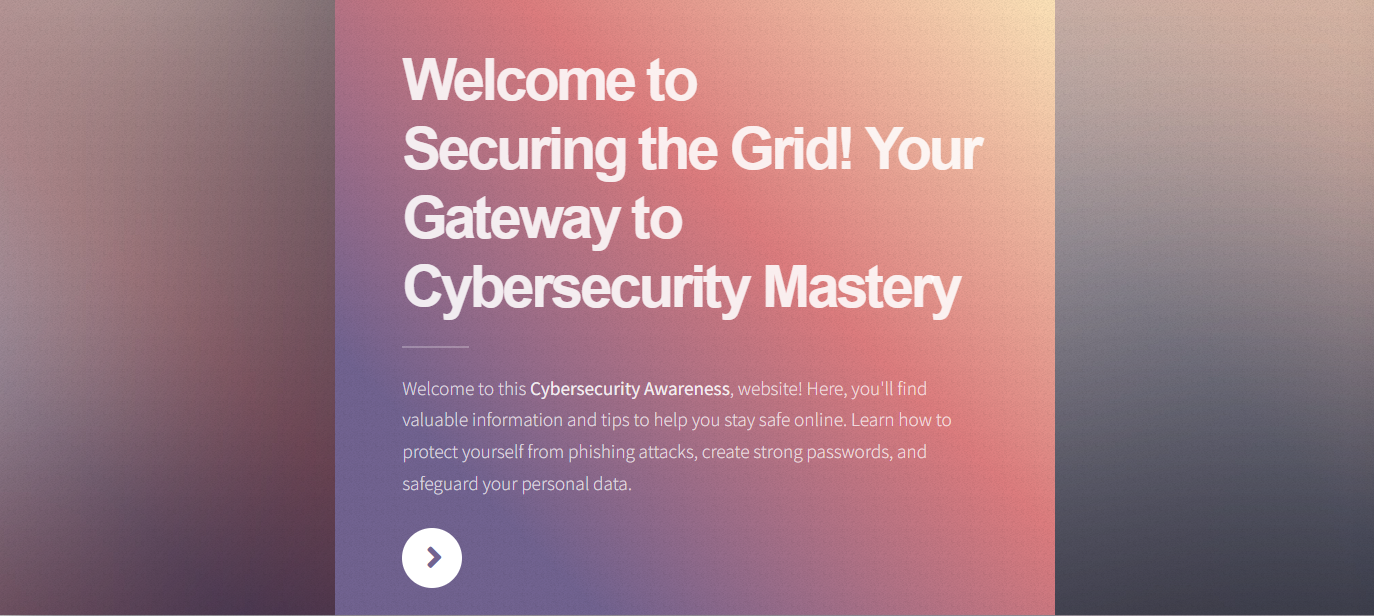 Welcome to
Securing the Grid! Your
Gateway to
Cybersecurity Mastery
Welcome to this Cybersecurity Awareness, website! Here, you'll find
valuable information and tips to help you stay safe online. Learn how to
protect yourself from phishing attacks, create strong passwords, and
safeguard your personal data.